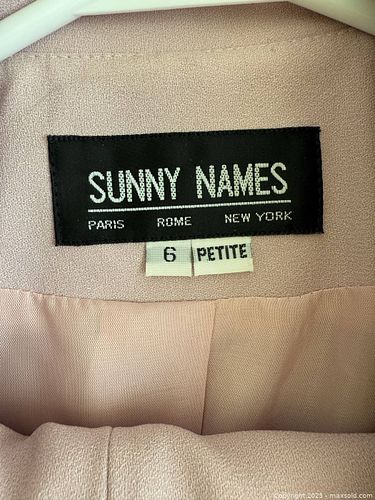 SUNNY NAMES
PARIS ROME NEW YORK
6 PETITE
Copyright 2023 - maxsold.com